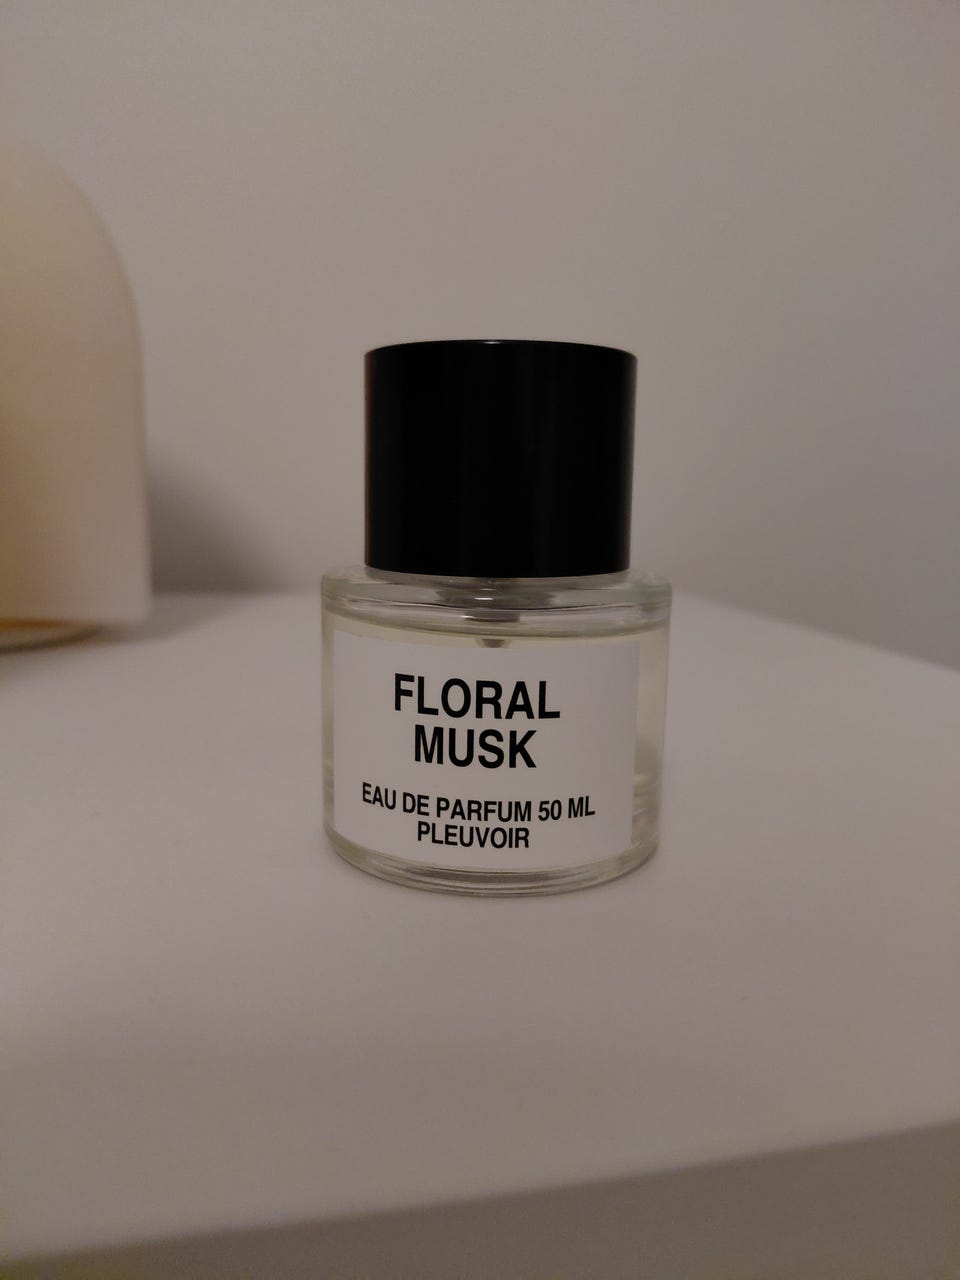 FLORAL
MUSK
EAU DE PARFUM 50 ML
PLEUVOIR